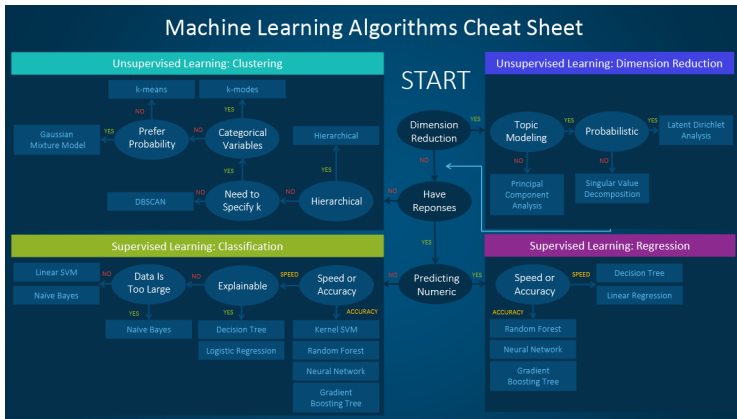 Machine Learning Algorithms Cheat Sheet
Unsupervised Learning: Clustering
START
Unsupervised Learning: Dimension Reduction
k-means
k-modes
NO
YES
Gaussian
Mixture Model
YES
Prefer
Probability
NO
Categorical
Variables
Hierarchical
Dimension
Reduction
YES
Topic
Modeling
YES
Probabilistic
YES
Latent Dirichlet
Analysis
YES
YES
NO
NO
NO
DBSCAN
NO
Need to
Specify k
NO
Hierarchical
NO
Have
Reponses
Principal
Component
Analysis
Singular Value
Decomposition
YES
Supervised Learning: Classification
Supervised Learning: Regression
Linear SVM
Naive Bayes
NO
Data Is
Too Large
NO
Explainable
SPEED
Speed or
Accuracy
NO
Predicting
Numeric
YES
Speed or
Accuracy
SPEED
Decision Tree
Linear Regression
YES
YES
ACCURACY
ACCURACY
Naïve Bayes
Decision Tree
Logistic Regression
Kernel SVM
Random Forest
Neural Network
Gradient
Boosting Tree
Random Forest
Neural Network
Gradient
Boosting Tree